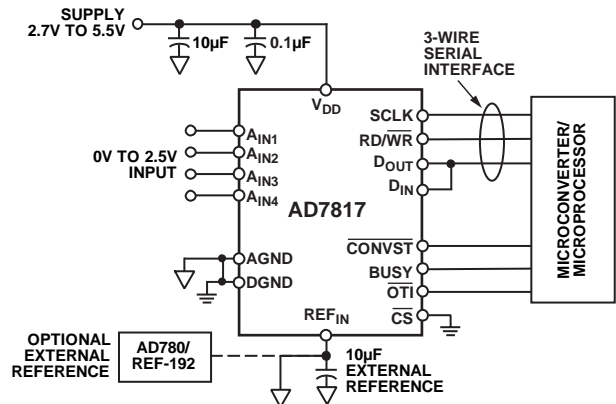 SUPPLY
2.7V TO 5.5V
10µF
0.1µF
3-WIRE
SERIAL
INTERFACE
VDD
SCLK
RD/WR
DOUT
DIN
AIN1
AIN2
AIN3
AIN4
0V TO 2.5V
INPUT
AD7817
AGND
DGND
CONVST
BUSY
OTI
CS
REFIN
MICROCONVERTER/
MICROPROCESSOR
OPTIONAL
EXTERNAL
REFERENCE
AD780/
REF-192
10µF
EXTERNAL
REFERENCE